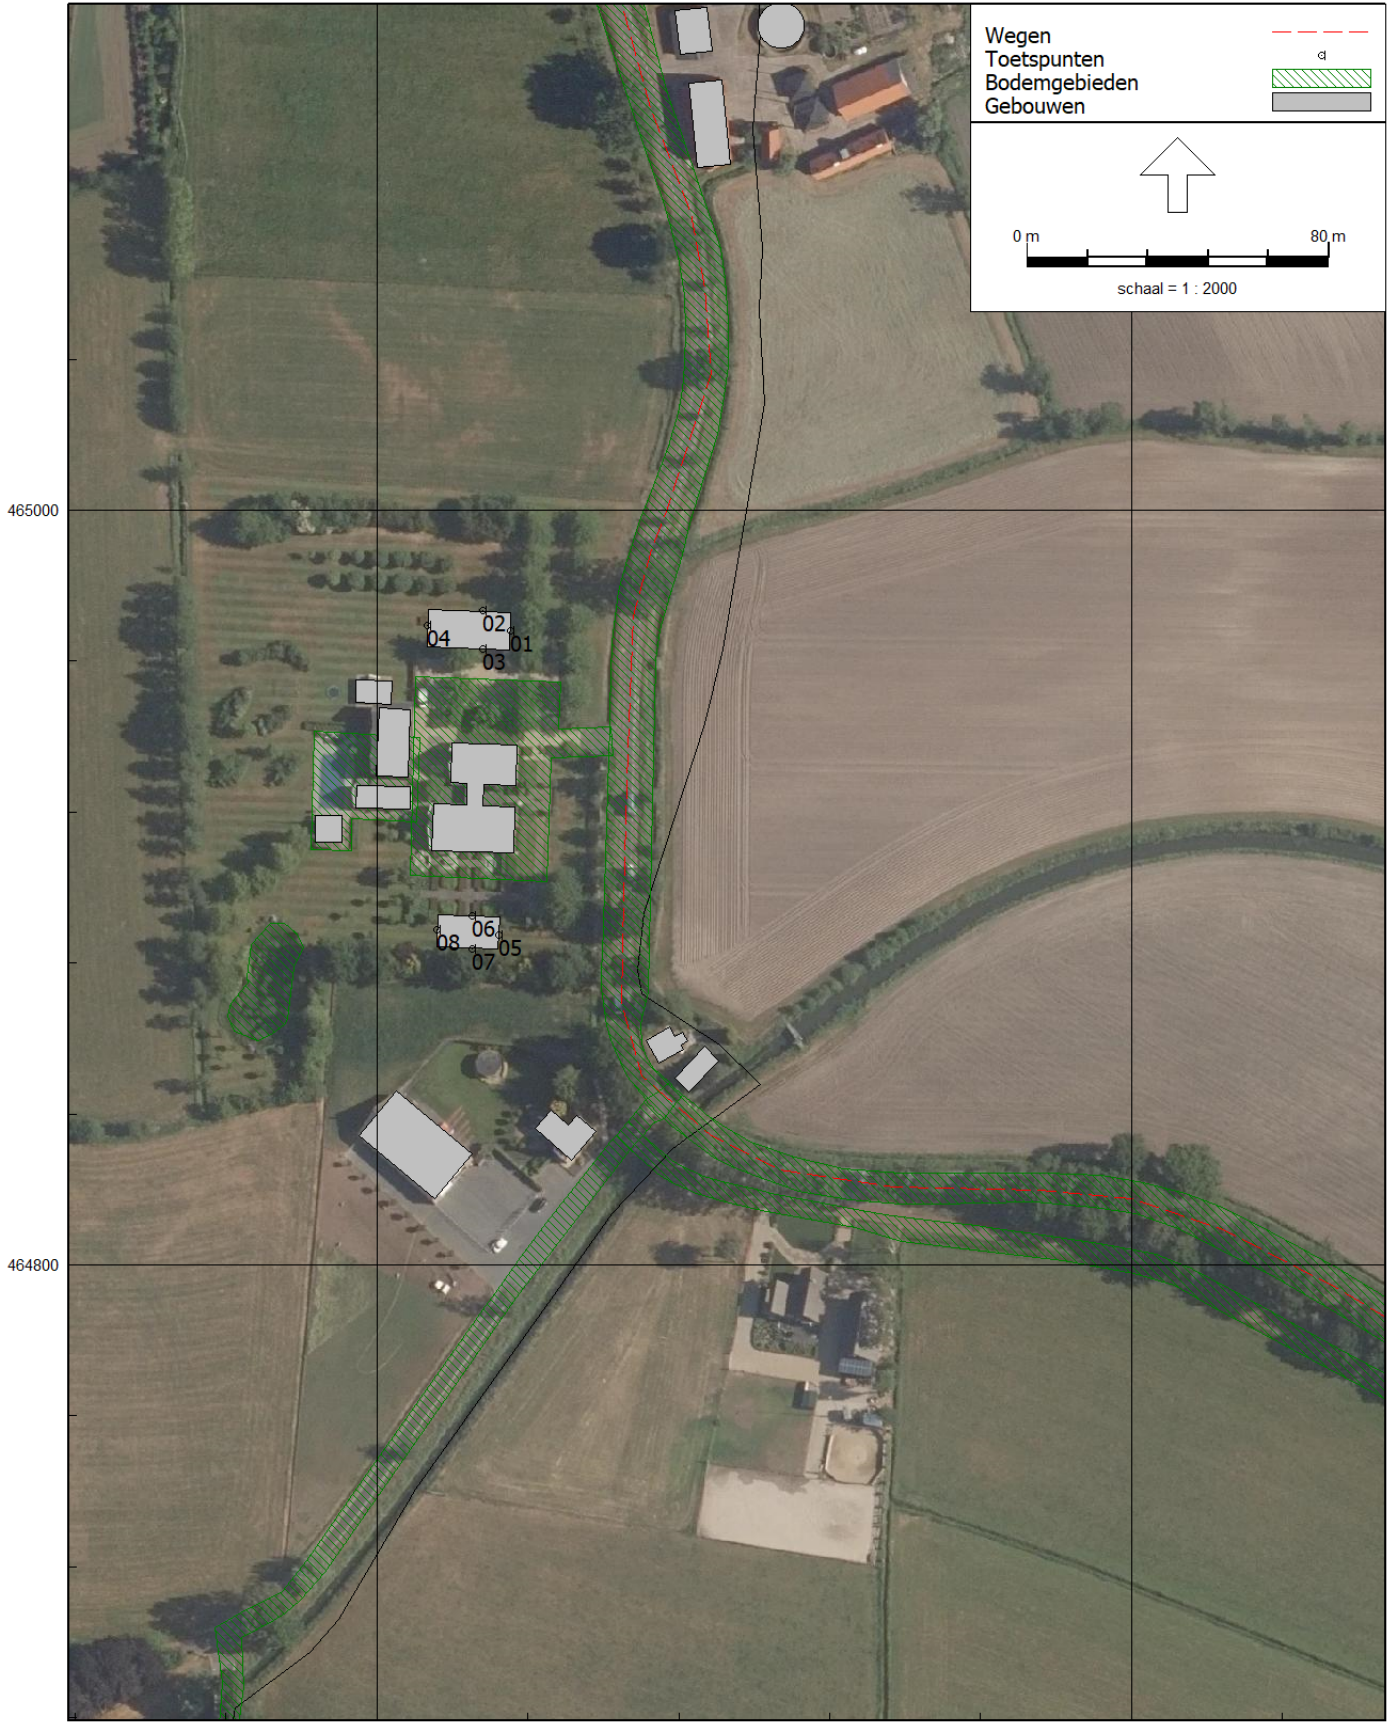 Wegen
Toetspunten
Bodemgebieden
Gebouwen
0 m 80 m
schaal = 1 : 2000
465000
02
04
01
03
06
08
05
07
464800